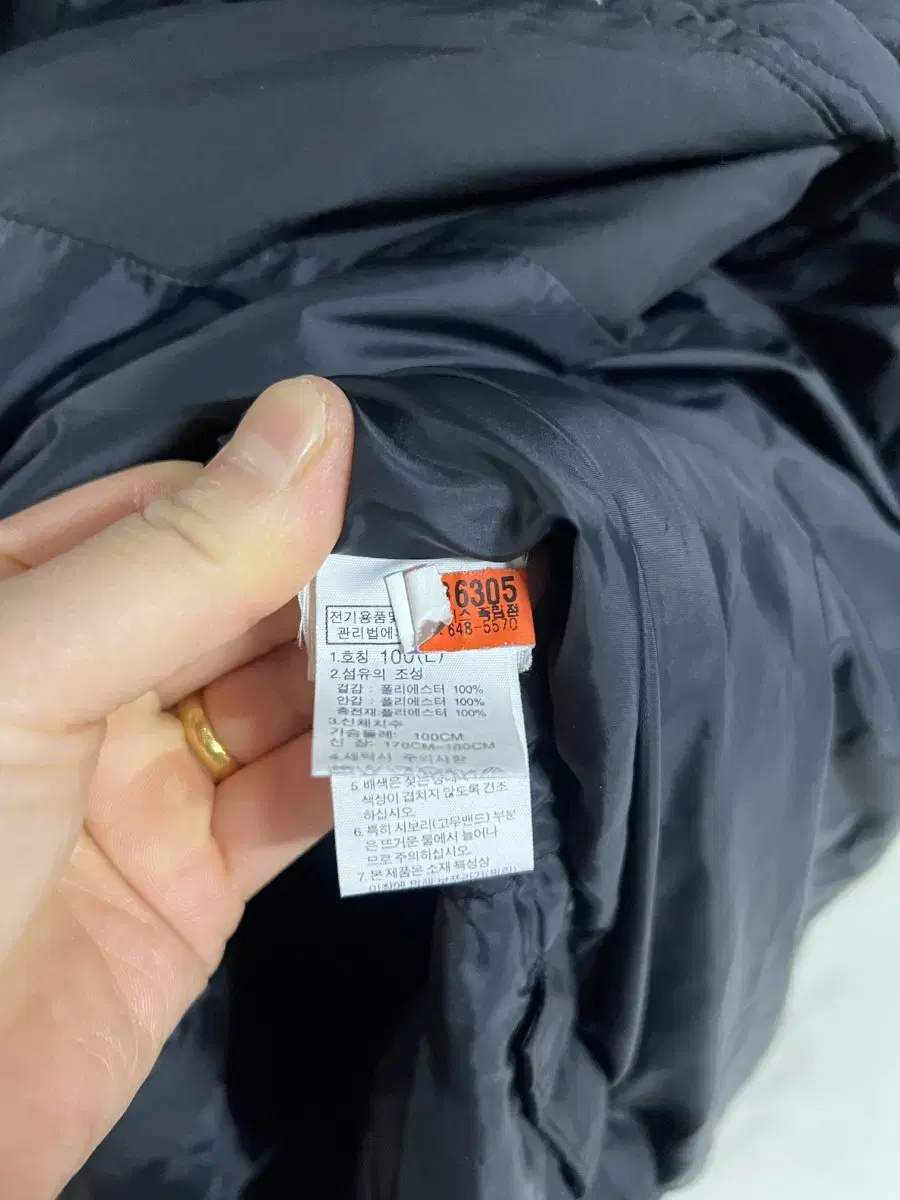 6305
648-5570
전기용품및
관리법에
1.호칭 100(L)
2.섬유의 조성
겉감 : 폴리에스터 100%
안감 : 폴리에스터 100%
충전재:폴리에스터 100%
3.신체치수
가슴둘레: 100CM
신 장: 170CM-180CM
4.세탁시 주의사항
5. 배색은 젖은
색상이 겹치지 않도록 건조
하십시오.
6. 특히 시보리(고무밴드) 부분
은 뜨거운 물에서 늘어나
므로 주의하십시오.
7. 본 제품은 소재 특성상